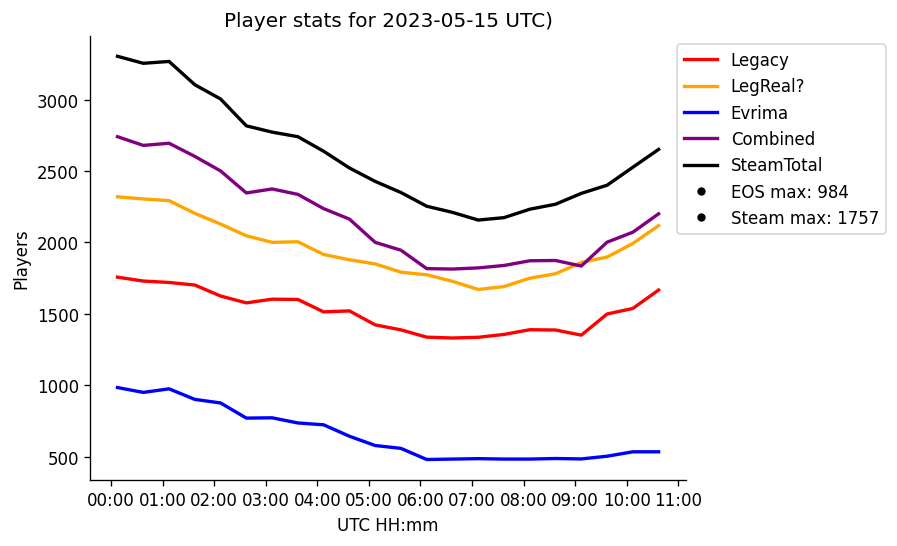 Player stats for 2023-05-15 UTC)
Legacy
LegReal?
Evrima
Combined
SteamTotal
EOS max: 984
Steam max: 1757
Players
3000
2500
2000
1500
1000
500
00:00 01:00 02:00 03:00 04:00 05:00 06:00 07:00 08:00 09:00 10:00 11:00
UTC HH:mm